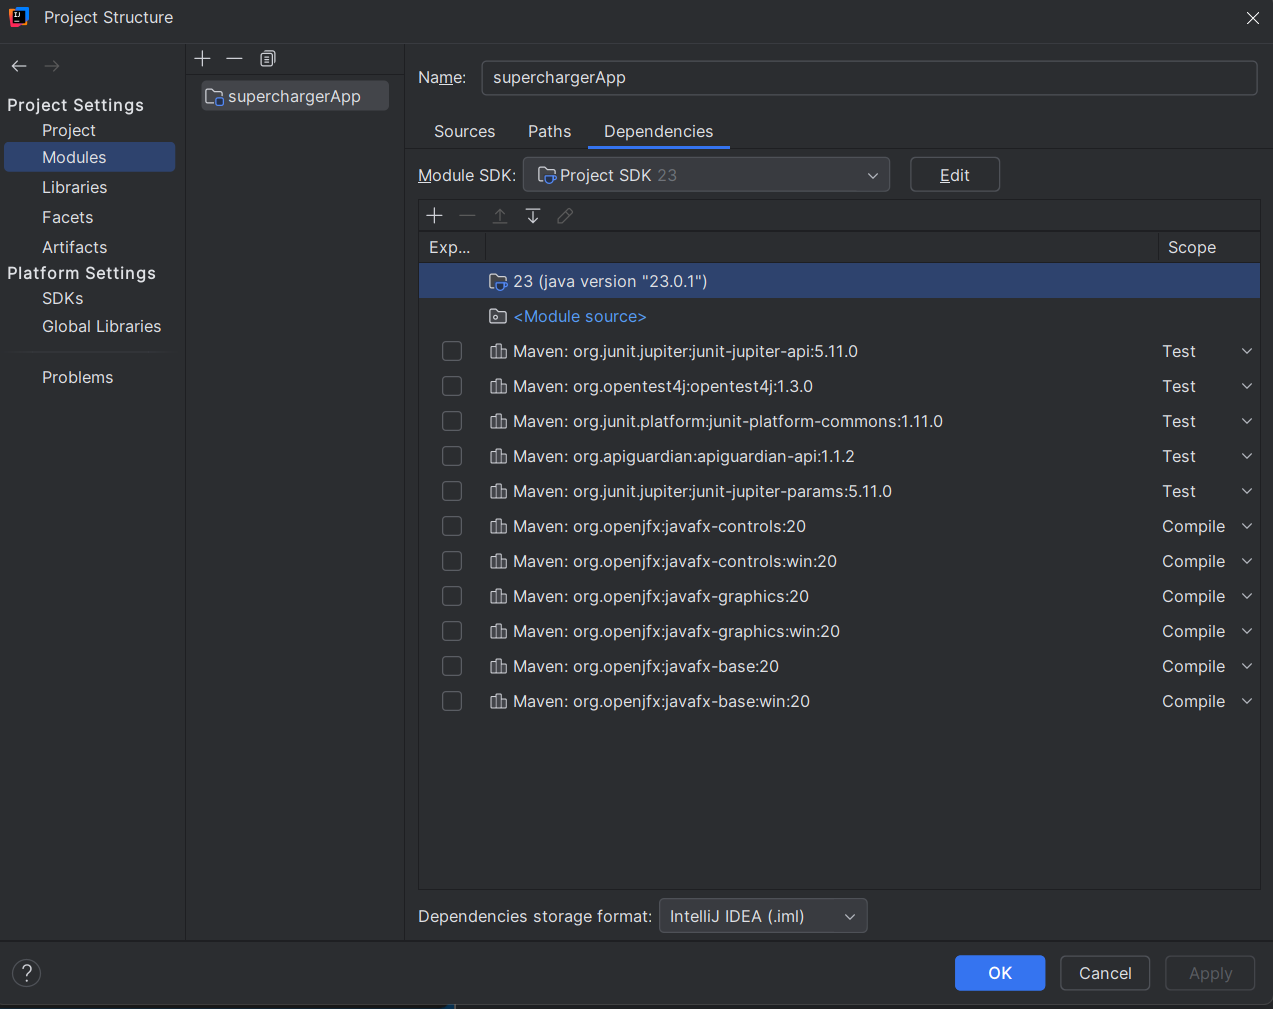 Project Structure
Project Settings
Project
Modules
Libraries
Facets
Artifacts
Platform Settings
SDKs
Global Libraries
Problems
superchargerApp
Name: superchargerApp
Sources Paths Dependencies
Module SDK: Project SDK 23 Edit
Exp... Scope
23 (java version "23.0.1")
<Module source>
Maven: org.junit.jupiter:junit-jupiter-api:5.11.0 Test
Maven: org.opentest4j:opentest4j:1.3.0 Test
Maven: org.junit.platform:junit-platform-commons:1.11.0 Test
Maven: org.apiguardian:apiguardian-api:1.1.2 Test
Maven: org.junit.jupiter:junit-jupiter-params:5.11.0 Test
Maven: org.openjfx:javafx-controls:20 Compile
Maven: org.openjfx:javafx-controls:win:20 Compile
Maven: org.openjfx:javafx-graphics:20 Compile
Maven: org.openjfx:javafx-graphics:win:20 Compile
Maven: org.openjfx:javafx-base:20 Compile
Maven: org.openjfx:javafx-base:win:20 Compile
Dependencies storage format: IntelliJ IDEA (.iml)
? OK Cancel Apply